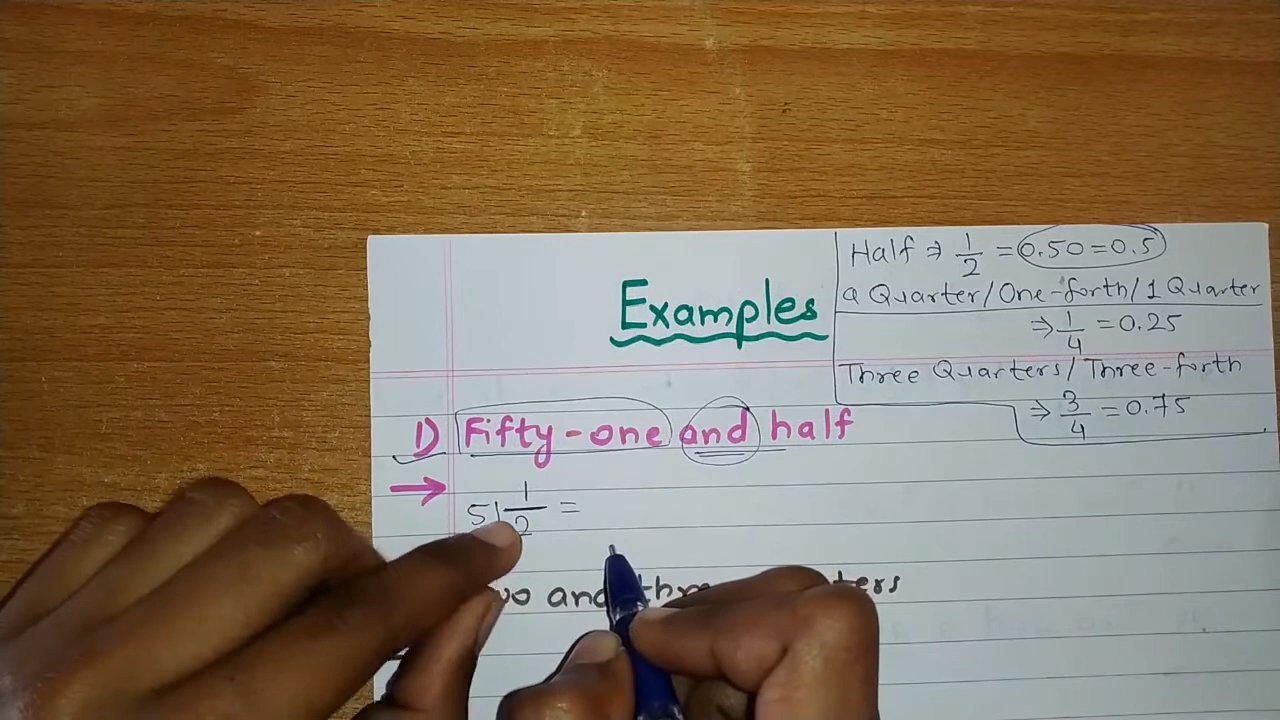 Half ⇒ 1/2 = 0.50 = 0.5
a Quarter / One-forth / 1 Quarter
⇒ 1/4 = 0.25
Three Quarters / Three-forth
⇒ 3/4 = 0.75
Examples
1) Fifty-one and half
→
51 1/2 =
and